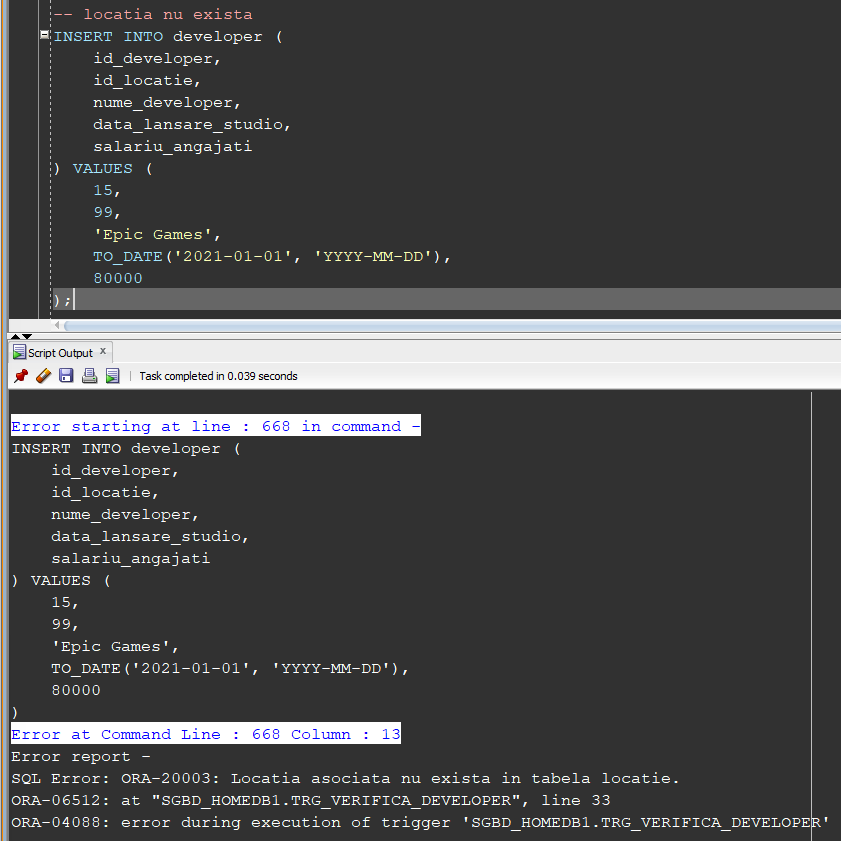 -- locatia nu exista
INSERT INTO developer (
    id_developer,
    id_locatie,
    nume_developer,
    data_lansare_studio,
    salariu_angajati
) VALUES (
    15,
    99,
    'Epic Games',
    TO_DATE('2021-01-01', 'YYYY-MM-DD'),
    80000
);
Script Output x
Task completed in 0.039 seconds
Error starting at line : 668 in command -
INSERT INTO developer (
    id_developer,
    id_locatie,
    nume_developer,
    data_lansare_studio,
    salariu_angajati
) VALUES (
    15,
    99,
    'Epic Games',
    TO_DATE('2021-01-01', 'YYYY-MM-DD'),
    80000
)
Error at Command Line : 668 Column : 13
Error report -
SQL Error: ORA-20003: Locatia asociata nu exista in tabela locatie.
ORA-06512: at "SGBD_HOMEDB1.TRG_VERIFICA_DEVELOPER", line 33
ORA-04088: error during execution of trigger 'SGBD_HOMEDB1.TRG_VERIFICA_DEVELOPER'